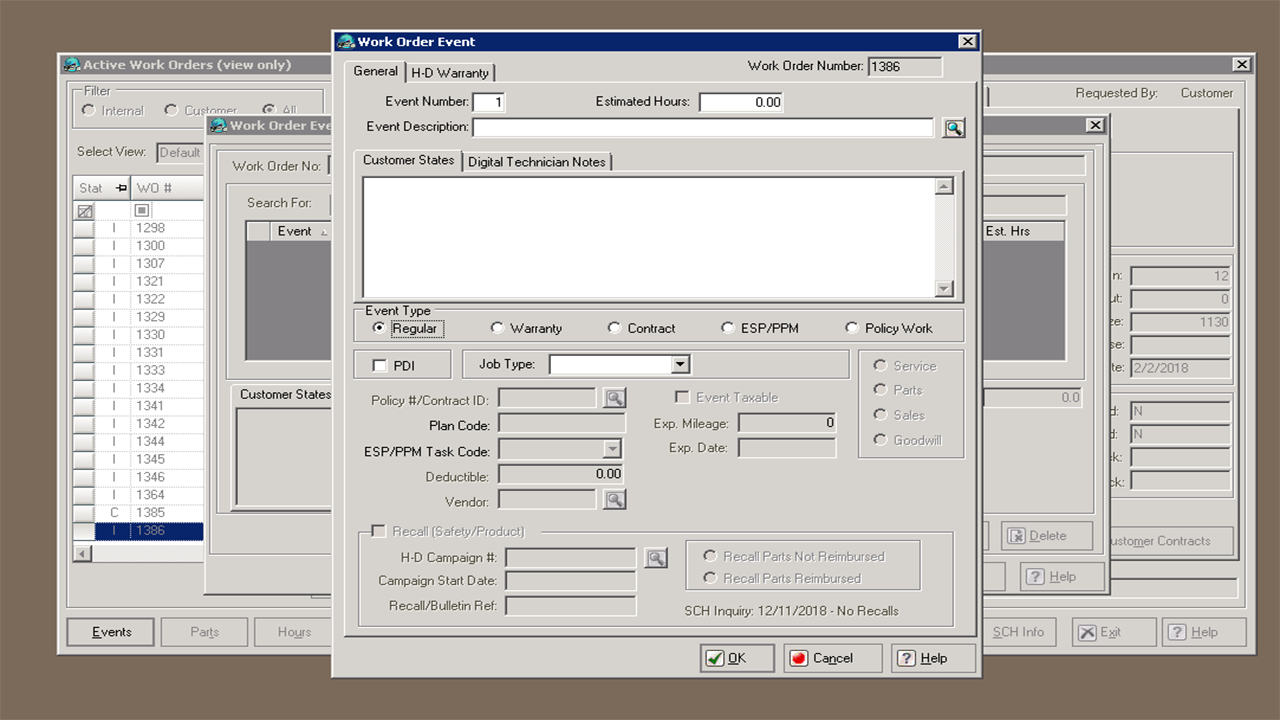 Work Order Event
General H-D Warranty Work Order Number: 1386
Event Number: 1 Estimated Hours: 0.00
Event Description:
Customer States Digital Technician Notes
Event Type
Regular Warranty Contract ESP/PPM Policy Work
PDI Job Type:
Service
Parts
Sales
Goodwill
Policy #/Contract ID: Event Taxable
Plan Code: Exp. Mileage: 0
ESP/PPM Task Code: Exp. Date:
Deductible: 0.00
Vendor:
Recall (Safety/Product)
H-D Campaign #: Recall Parts Not Reimbursed
Campaign Start Date: Recall Parts Reimbursed
Recall/Bulletin Ref: SCH Inquiry: 12/11/2018 - No Recalls
OK Cancel Help
Active Work Orders (view only)
Filter
Internal Customer All
Requested By: Customer
Select View: Default
Stat WO #
I 1298
I 1300
I 1307
I 1321
I 1322
I 1329
I 1330
I 1331
I 1333
I 1334
I 1341
I 1342
I 1344
I 1345
I 1346
I 1364
C 1385
I 1386
Work Order Eve
Work Order No:
Search For:
Event Est. Hrs
Customer States
0.0
Delete
Help
n: 12
ut: 0
ze: 1130
se:
te: 2/2/2018
d: N
d: N
ck:
ck:
ustomer Contracts
Events Parts Hours SCH Info Exit Help